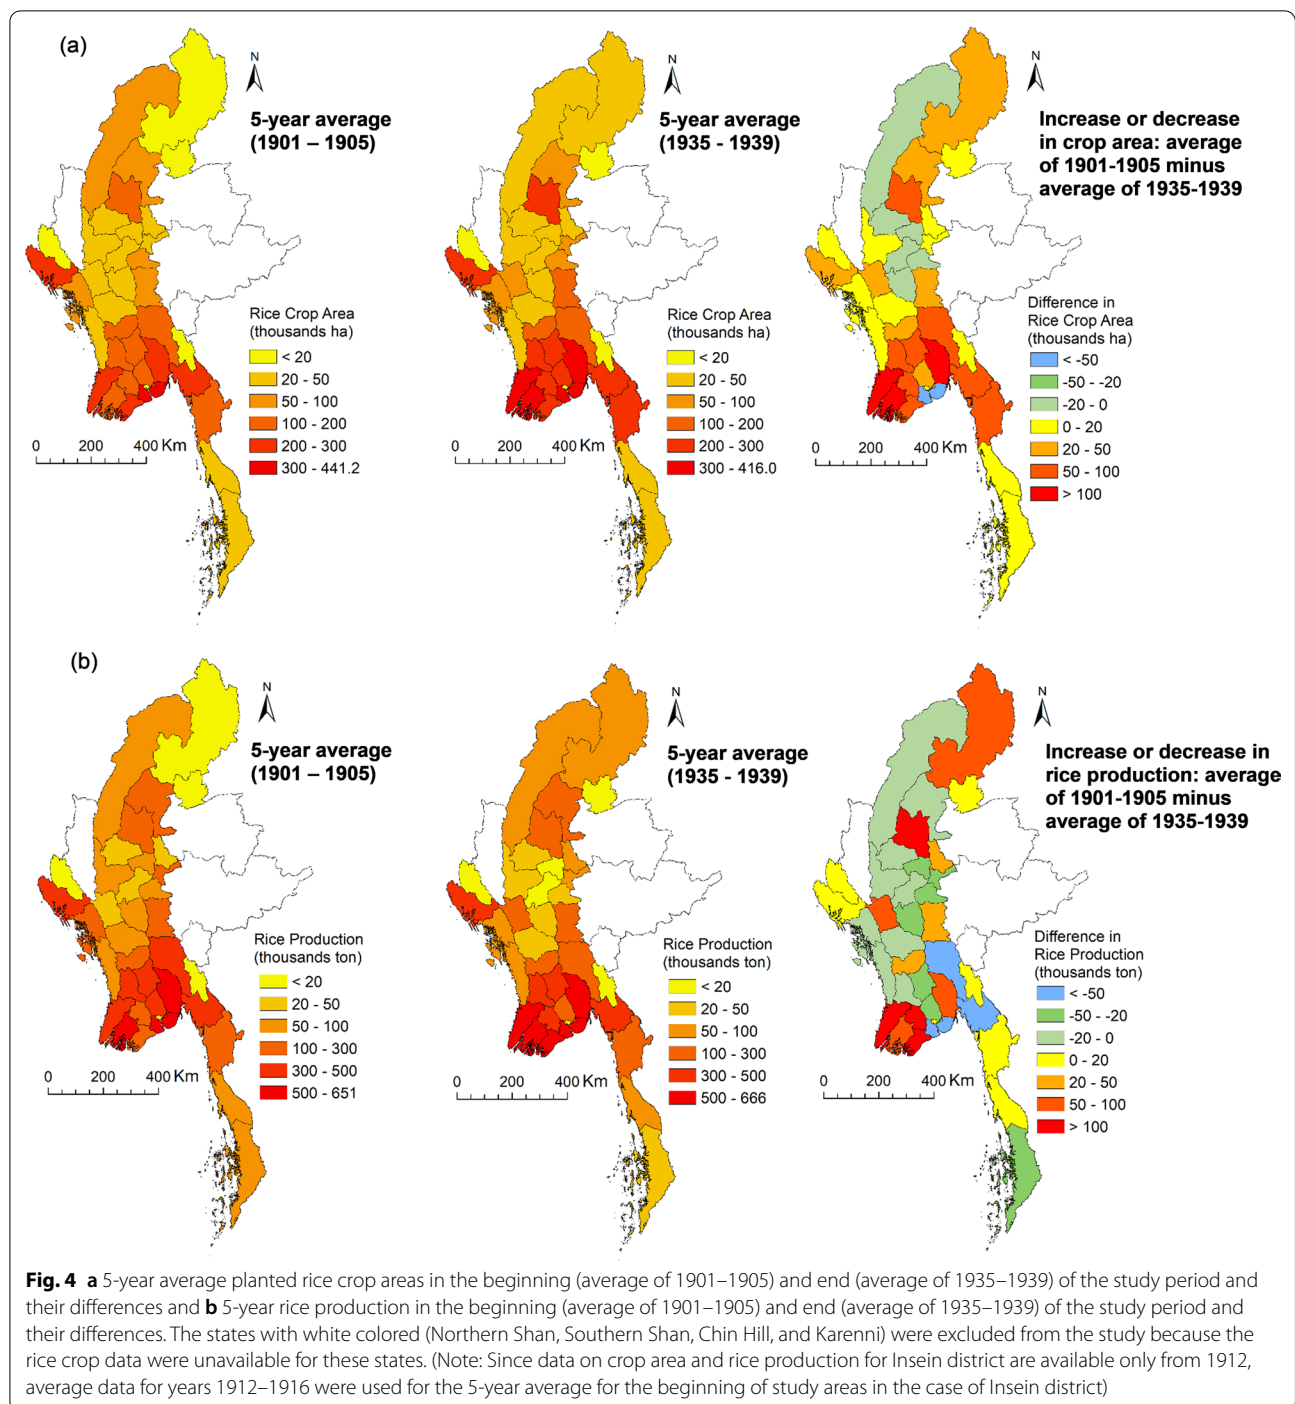 (a)
N
5-year average
(1901 – 1905)
Rice Crop Area
(thousands ha)
< 20
20 - 50
50 - 100
100 - 200
200 - 300
300 - 441.2
0 200 400 Km
N
5-year average
(1935 - 1939)
Rice Crop Area
(thousands ha)
< 20
20 - 50
50 - 100
100 - 200
200 - 300
300 - 416.0
0 200 400 Km
N
Increase or decrease
in crop area: average
of 1901-1905 minus
average of 1935-1939
Difference in
Rice Crop Area
(thousands ha)
< -50
-50 - -20
-20 - 0
0 - 20
20 - 50
50 - 100
> 100
0 200 400 Km
(b)
N
5-year average
(1901 – 1905)
Rice Production
(thousands ton)
< 20
20 - 50
50 - 100
100 - 300
300 - 500
500 - 651
0 200 400 Km
N
5-year average
(1935 - 1939)
Rice Production
(thousands ton)
< 20
20 - 50
50 - 100
100 - 300
300 - 500
500 - 666
0 200 400 Km
N
Increase or decrease in
rice production: average
of 1901-1905 minus
average of 1935-1939
Difference in
Rice Production
(thousands ton)
< -50
-50 - -20
-20 - 0
0 - 20
20 - 50
50 - 100
> 100
0 200 400 Km
Fig. 4 a 5-year average planted rice crop areas in the beginning (average of 1901–1905) and end (average of 1935–1939) of the study period and
their differences and b 5-year rice production in the beginning (average of 1901–1905) and end (average of 1935–1939) of the study period and
their differences. The states with white colored (Northern Shan, Southern Shan, Chin Hill, and Karenni) were excluded from the study because the
rice crop data were unavailable for these states. (Note: Since data on crop area and rice production for Insein district are available only from 1912,
average data for years 1912–1916 were used for the 5-year average for the beginning of study areas in the case of Insein district)